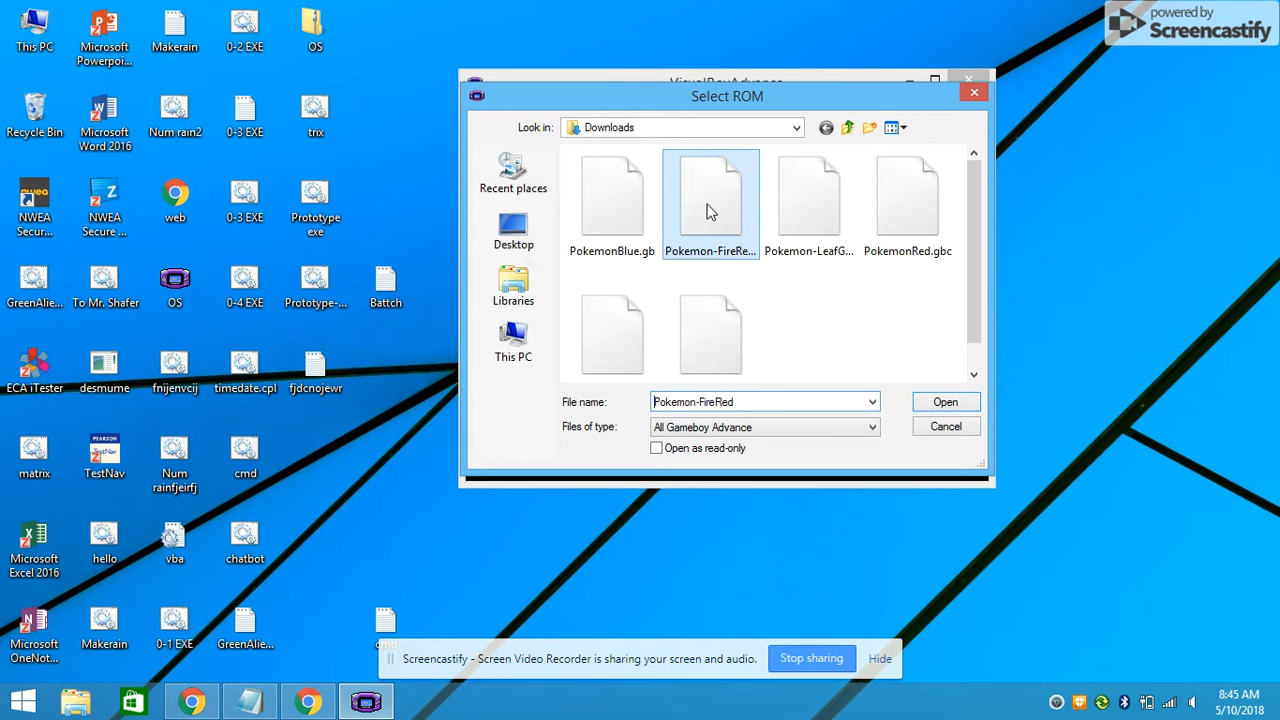 This PC
Microsoft
Powerpoi...
Makerain
0-2 EXE
OS
powered by
Screencastify
Recycle Bin
Microsoft
Word 2016
Num rain2
0-3 EXE
trix
NWEA
Secur...
NWEA
Secure ...
web
0-3 EXE
Prototype
exe
GreenAlie...
To Mr. Shafer
OS
0-4 EXE
Prototype-...
Battch
ECA iTester
desmume
fnijenvcij
timedate.cpl
fjdcnojewr
matrix
TestNav
Num
rainfjeirfj
cmd
Microsoft
Excel 2016
hello
vba
chatbot
Microsoft
OneNot...
Makerain
0-1 EXE
GreenAlie...
VisualBoyAdvance
Select ROM
Look in:
Downloads
Recent places
Desktop
Libraries
This PC
PokemonBlue.gb
Pokemon-FireRe...
Pokemon-LeafG...
PokemonRed.gbc
File name:
Pokemon-FireRed
Open
Files of type:
All Gameboy Advance
Cancel
Open as read-only
Screencastify - Screen Video Recorder is sharing your screen and audio.
Stop sharing
Hide
8:45 AM
5/10/2018